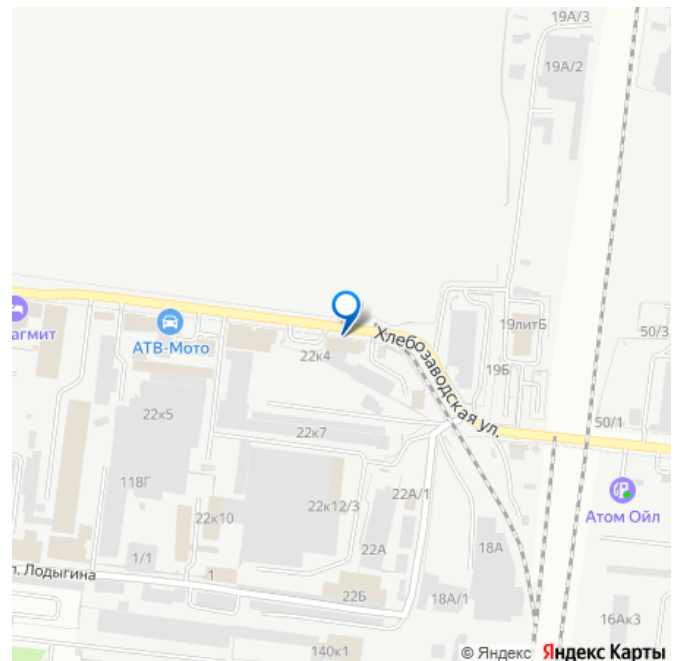 19А/3
19А/2
агмит
АТВ-Мото
Хлебозаводская ул.
19литБ
50/3
22к4
19Б
22к5
22к7
50/1
118Г
22к12/3
22А/1
Атом Ойл
22к10
22А
18А
1/1
л. Лодыгина
1
22Б
18А/1
16Ак3
140к1
© Яндекс Яндекс Карты